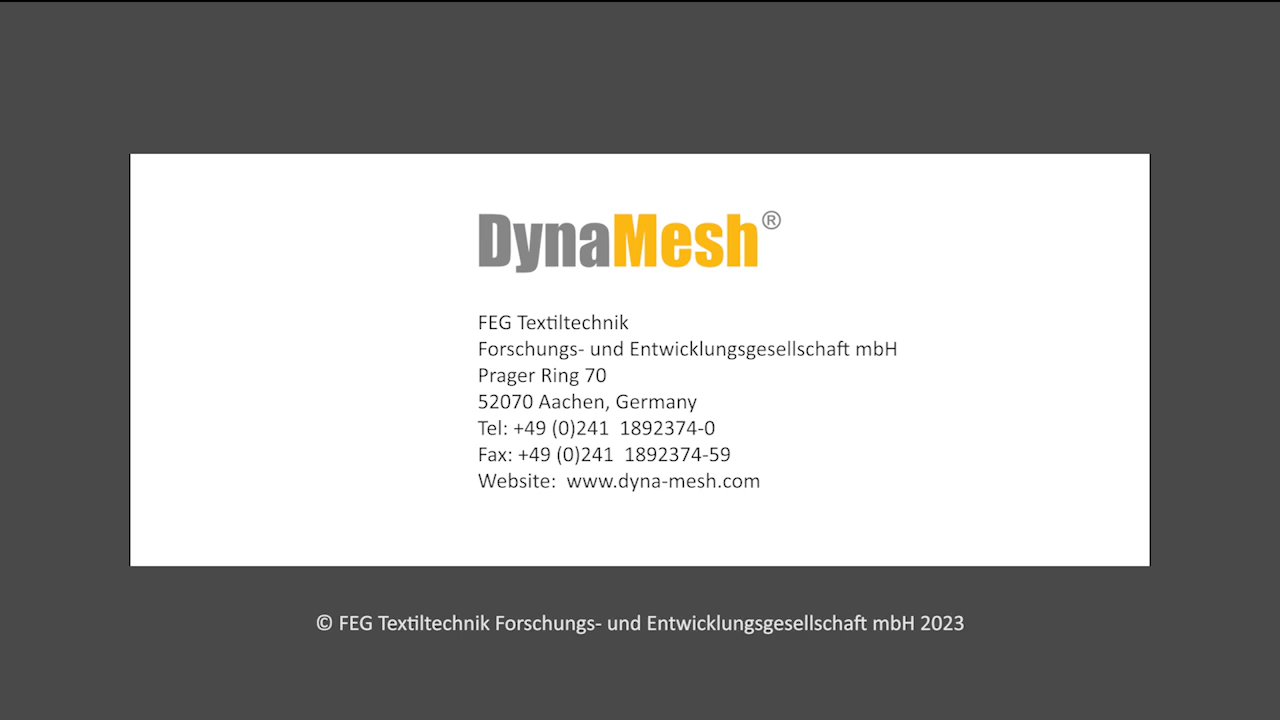 DynaMesh®
FEG Textiltechnik
Forschungs- und Entwicklungsgesellschaft mbH
Prager Ring 70
52070 Aachen, Germany
Tel: +49 (0)241  1892374-0
Fax: +49 (0)241  1892374-59
Website:  www.dyna-mesh.com
© FEG Textiltechnik Forschungs- und Entwicklungsgesellschaft mbH 2023